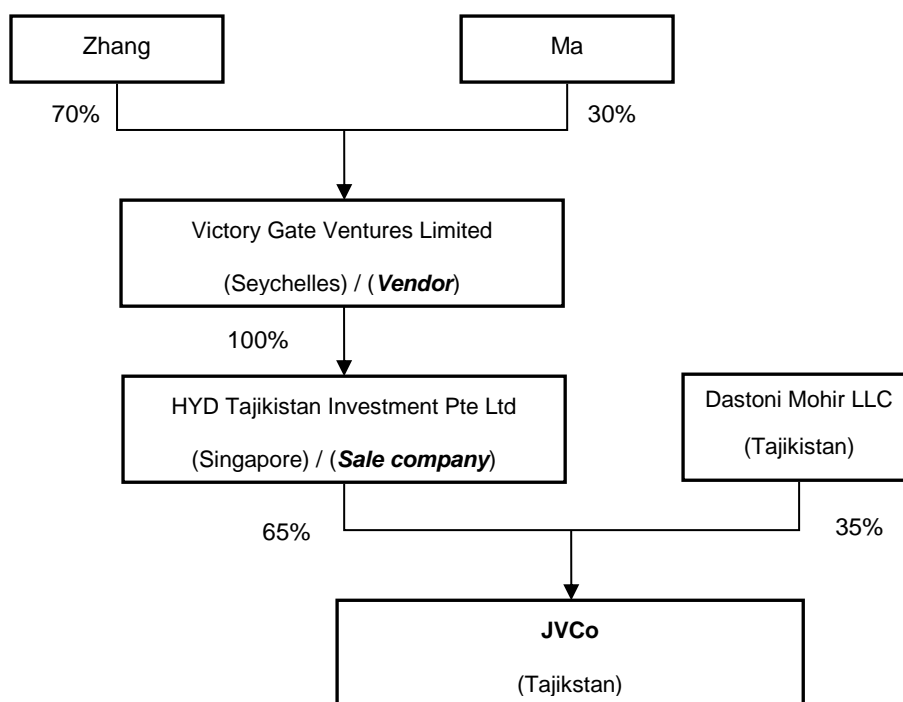 Zhang
Ma
70%
30%
Victory Gate Ventures Limited
(Seychelles) / (Vendor)
100%
HYD Tajikistan Investment Pte Ltd
(Singapore) / (Sale company)
Dastoni Mohir LLC
(Tajikistan)
65%
35%
JVCo
(Tajikstan)